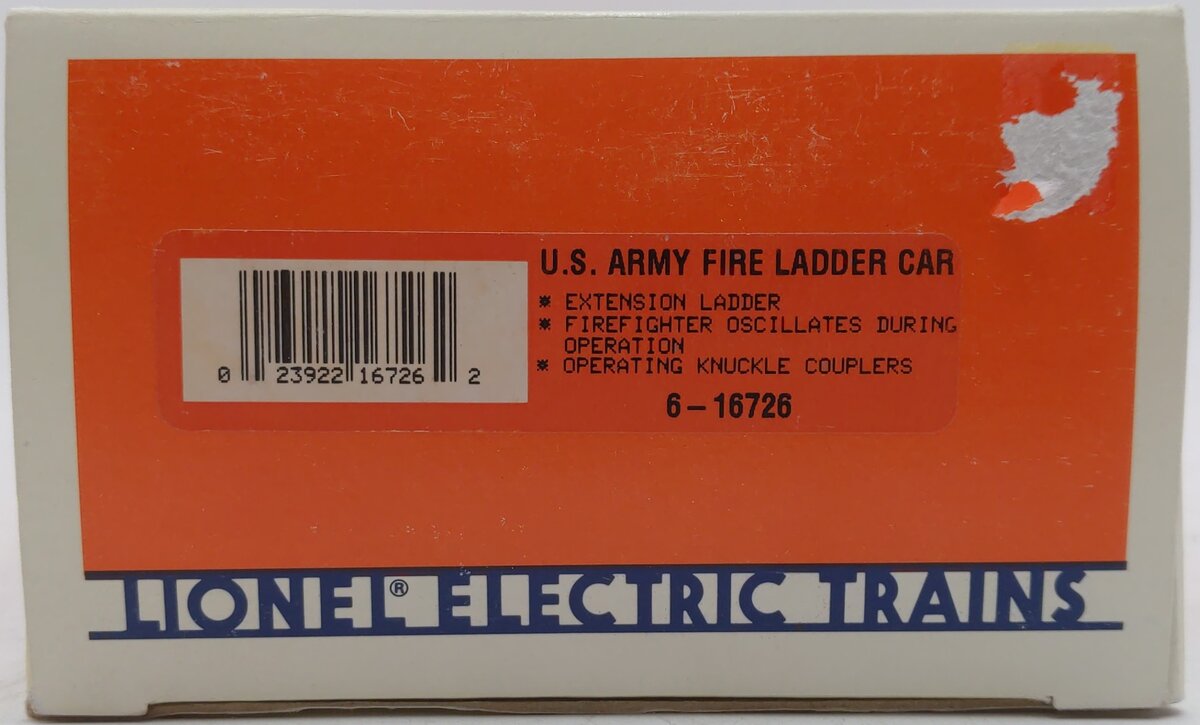 U.S. ARMY FIRE LADDER CAR
* EXTENSION LADDER
* FIREFIGHTER OSCILLATES DURING
OPERATION
* OPERATING KNUCKLE COUPLERS
6-16726
0 23922 16726 2
LIONEL® ELECTRIC TRAINS